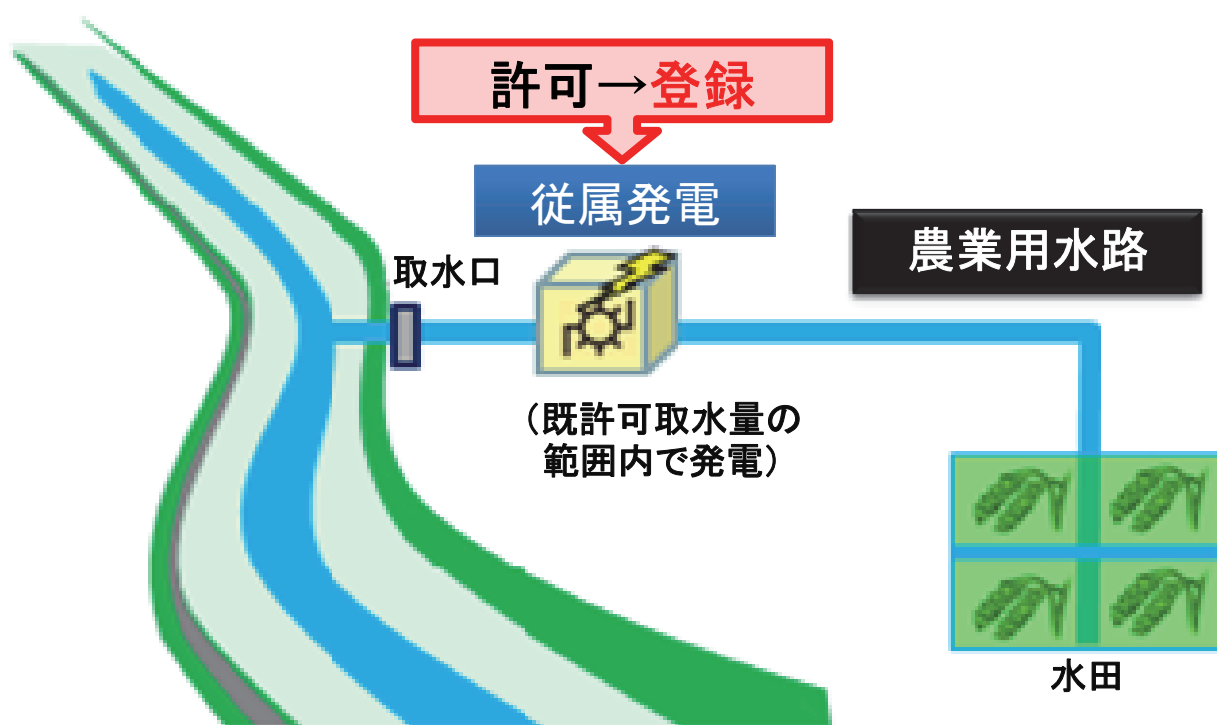 許可→登録
従属発電
農業用水路
取水口
（既許可取水量の
範囲内で発電）
水田